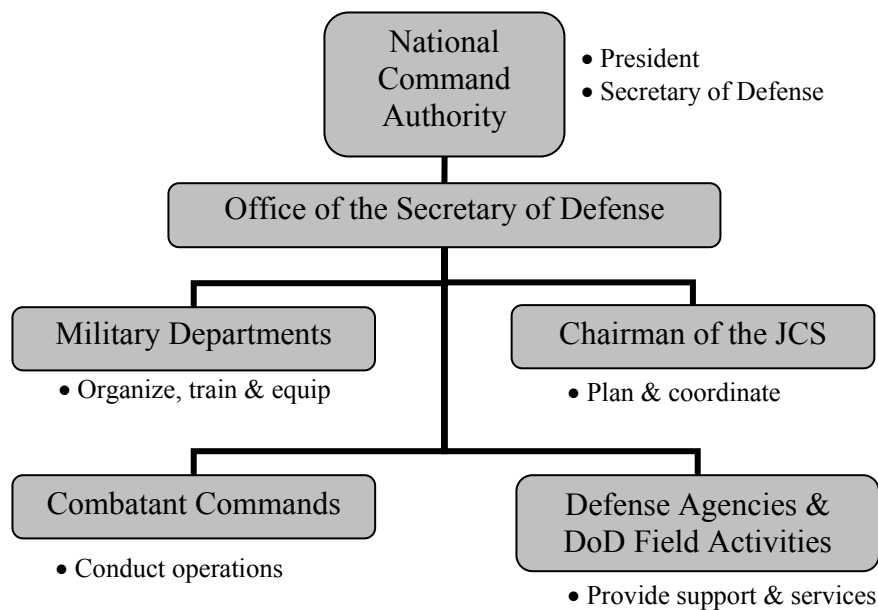 National
Command
Authority
• President
• Secretary of Defense
Office of the Secretary of Defense
Military Departments
• Organize, train & equip
Chairman of the JCS
• Plan & coordinate
Combatant Commands
• Conduct operations
Defense Agencies &
DoD Field Activities
• Provide support & services